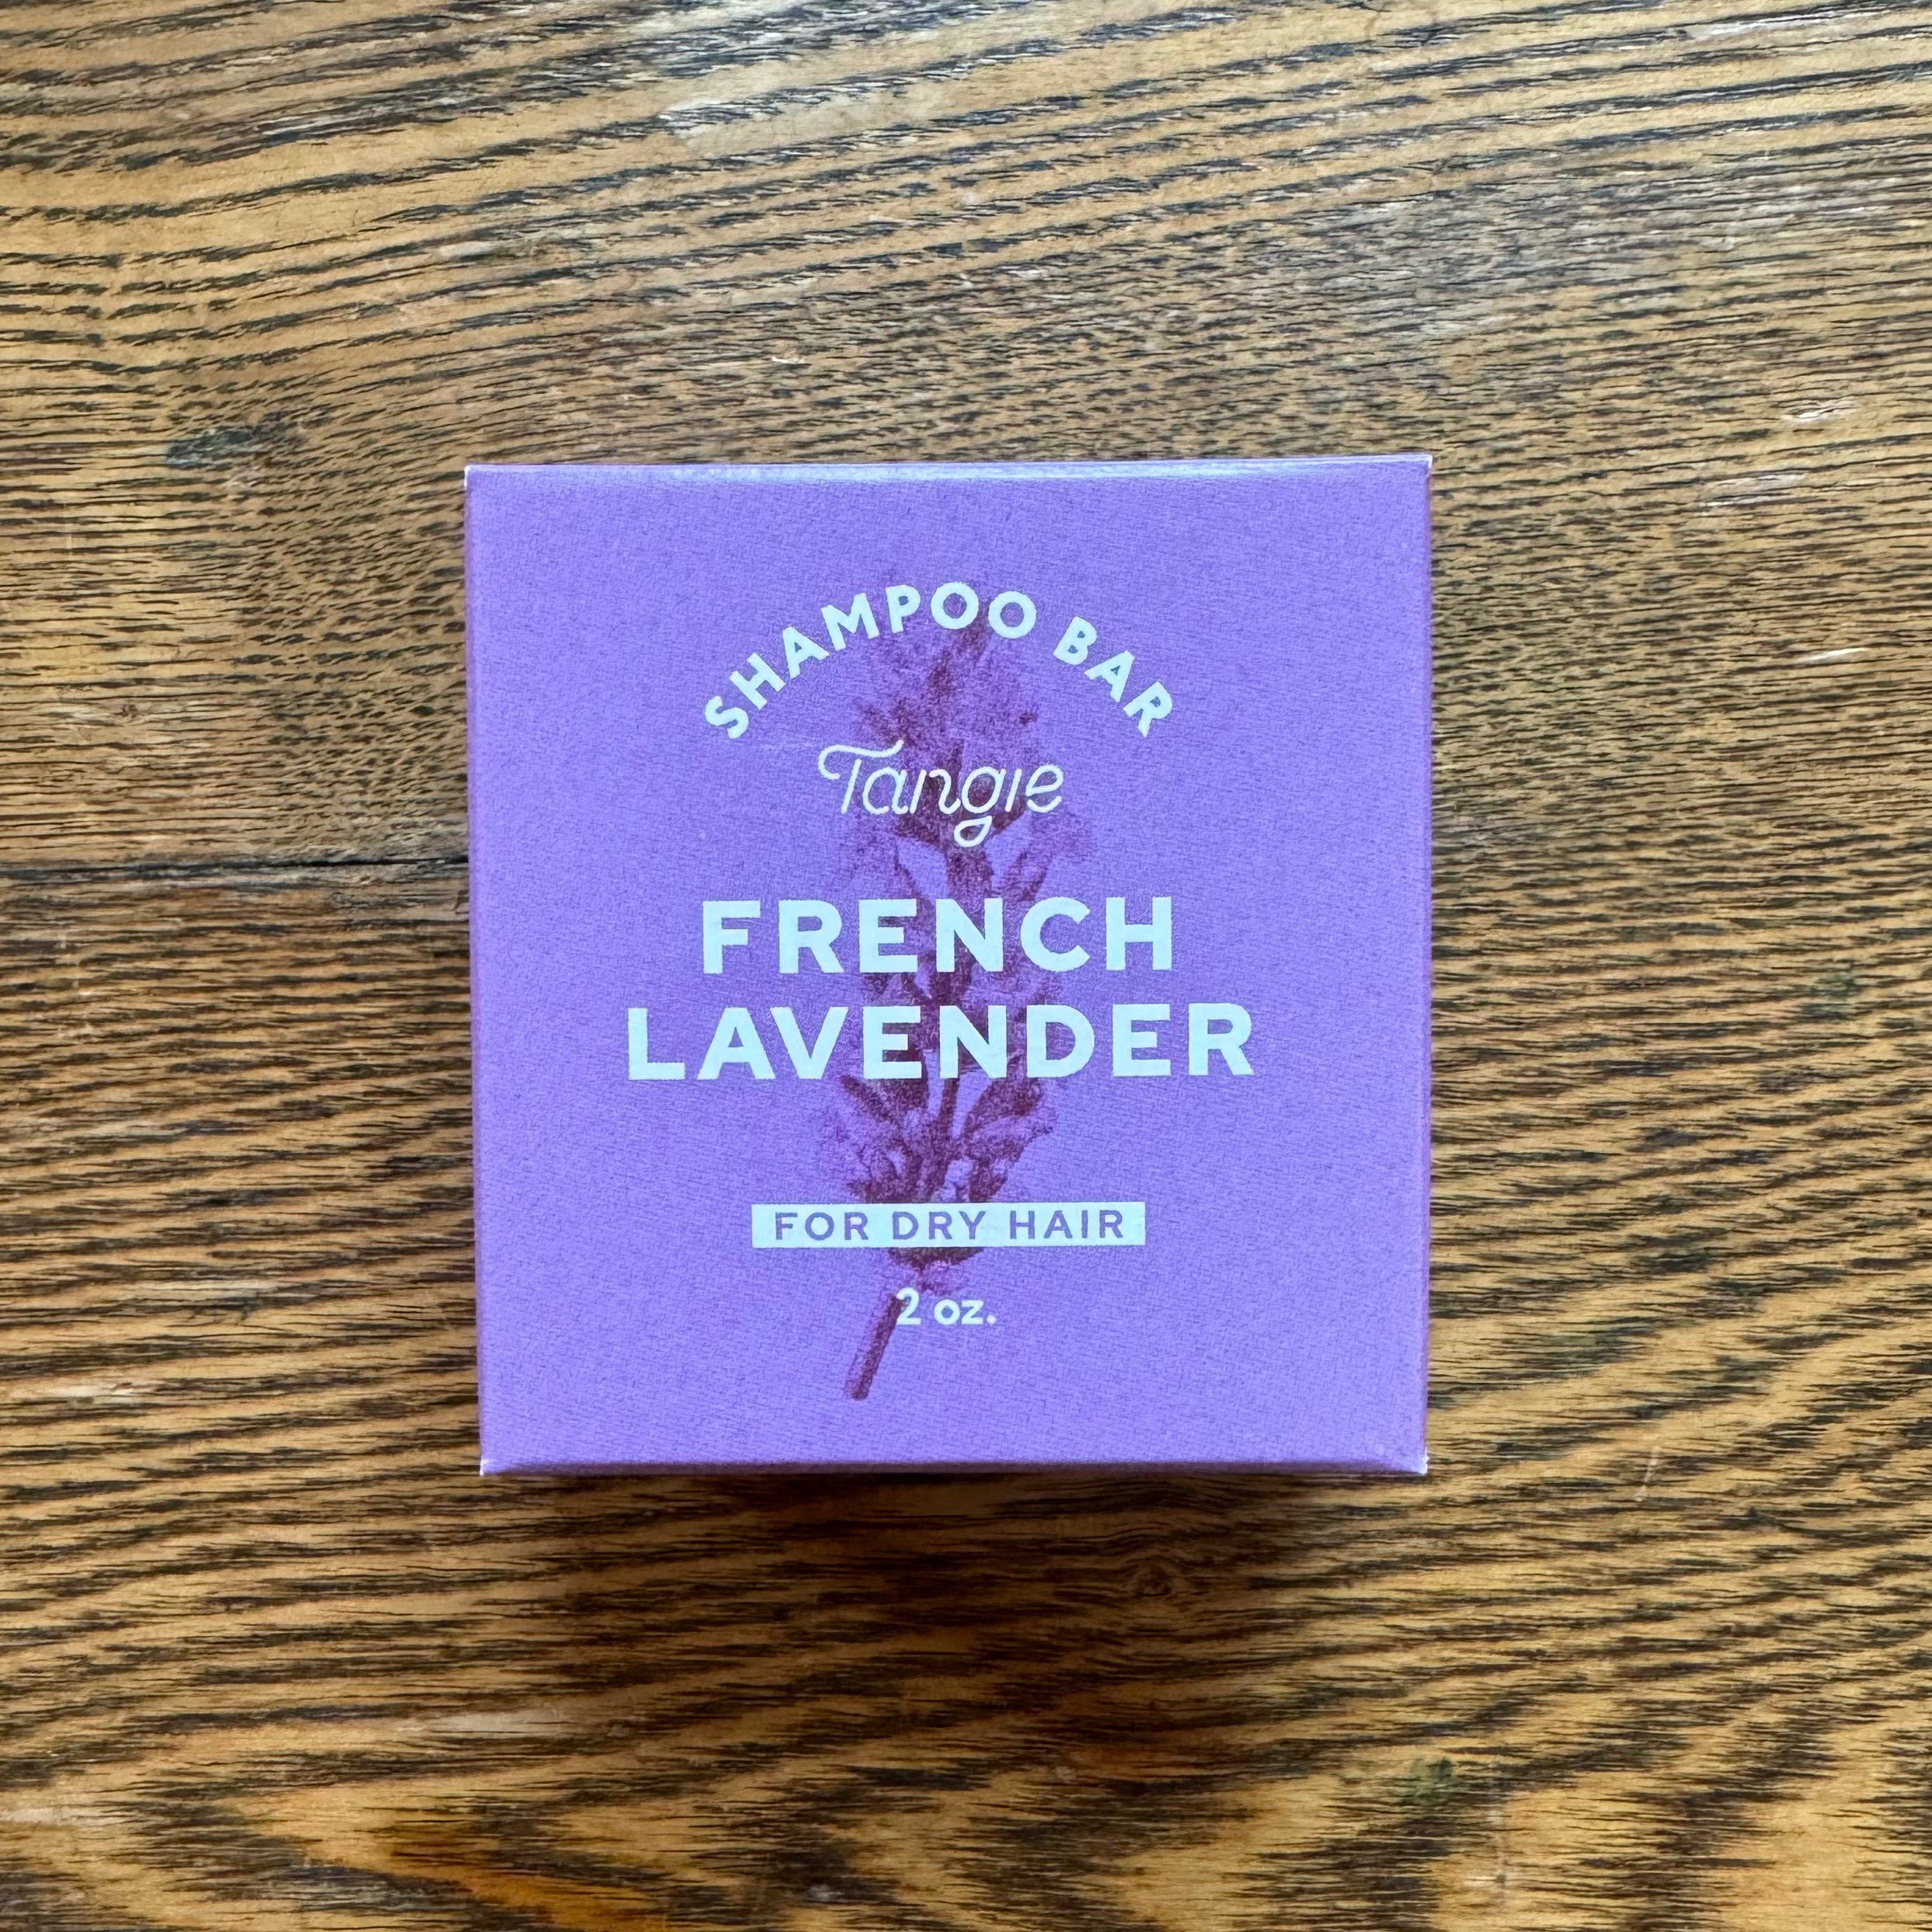 SHAMPOO BAR
Tangie
FRENCH
LAVENDER
FOR DRY HAIR
2 oz.